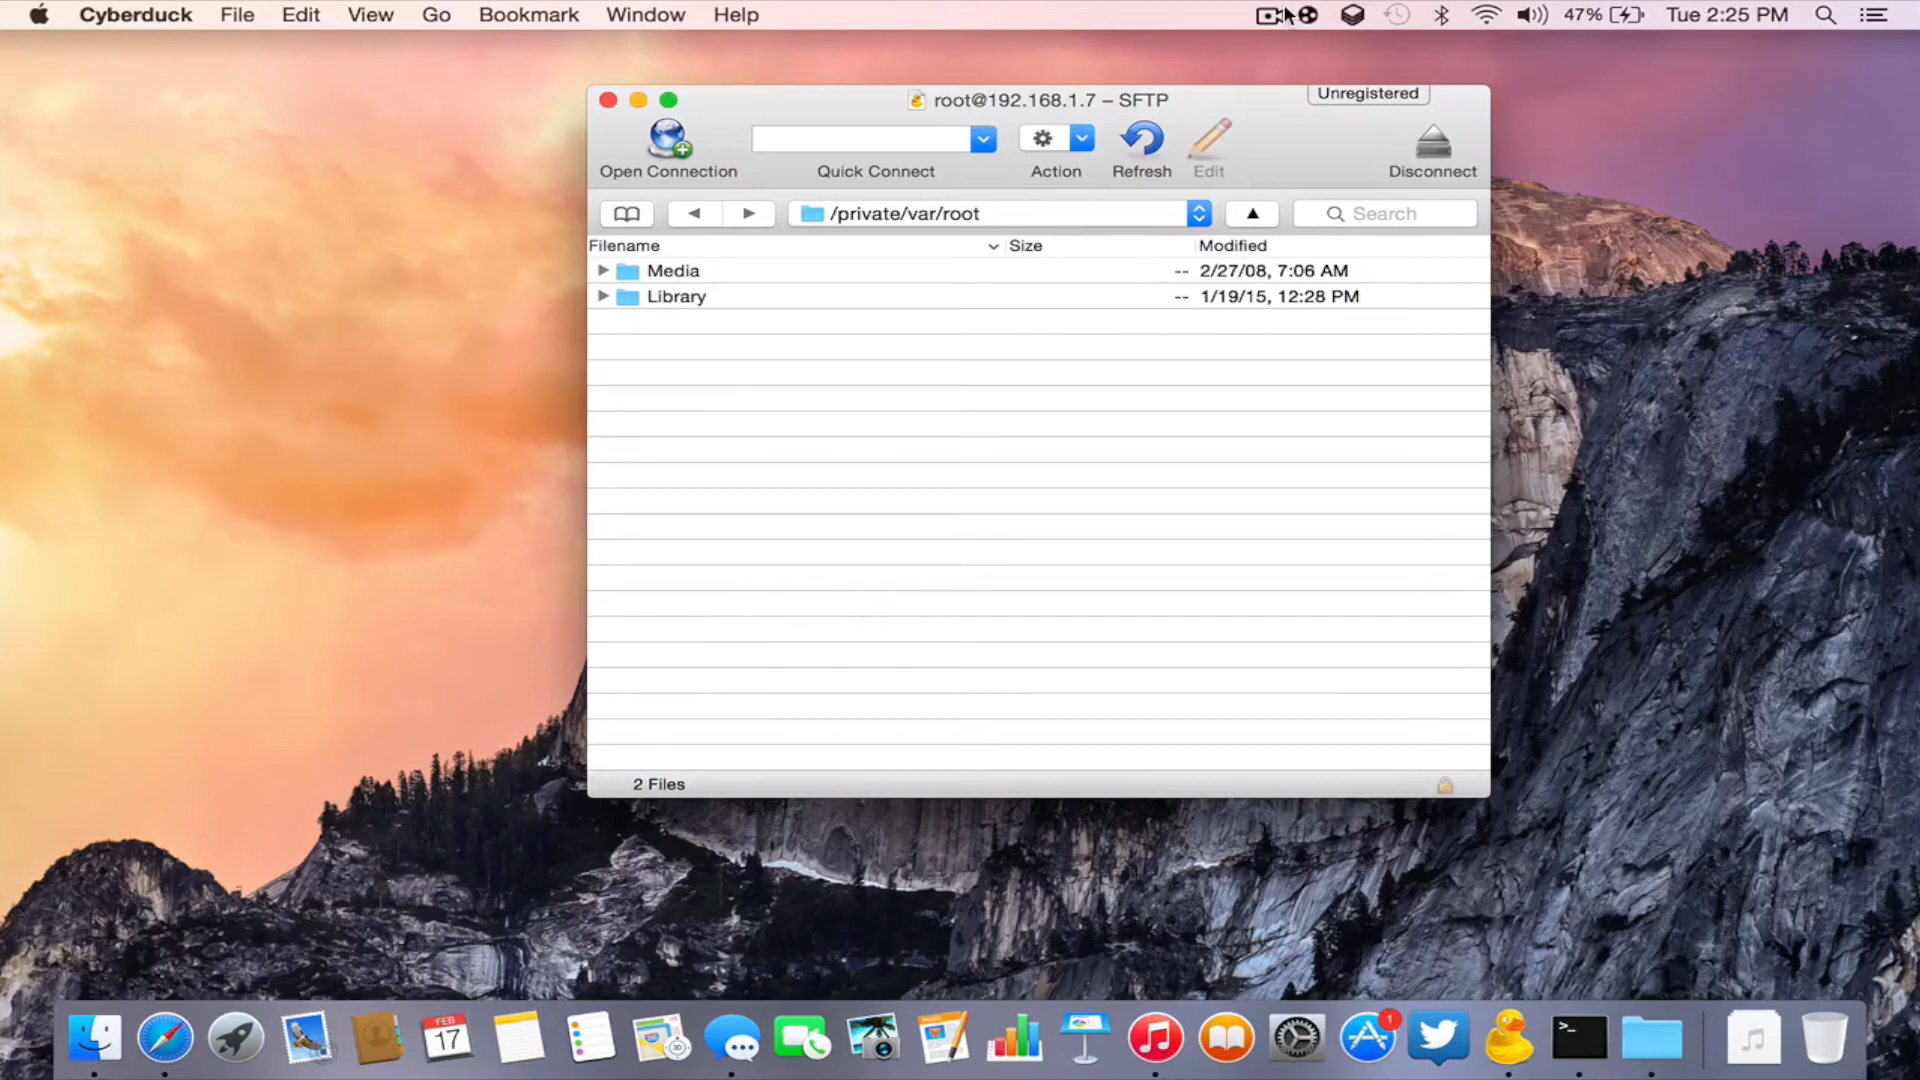 Cyberduck File Edit View Go Bookmark Window Help 47% Tue 2:25 PM
root@192.168.1.7 – SFTP
Unregistered
Open Connection Quick Connect Action Refresh Edit Disconnect
/private/var/root
Search
Filename Size Modified
Media -- 2/27/08, 7:06 AM
Library -- 1/19/15, 12:28 PM
2 Files
FEB
17
1
>_